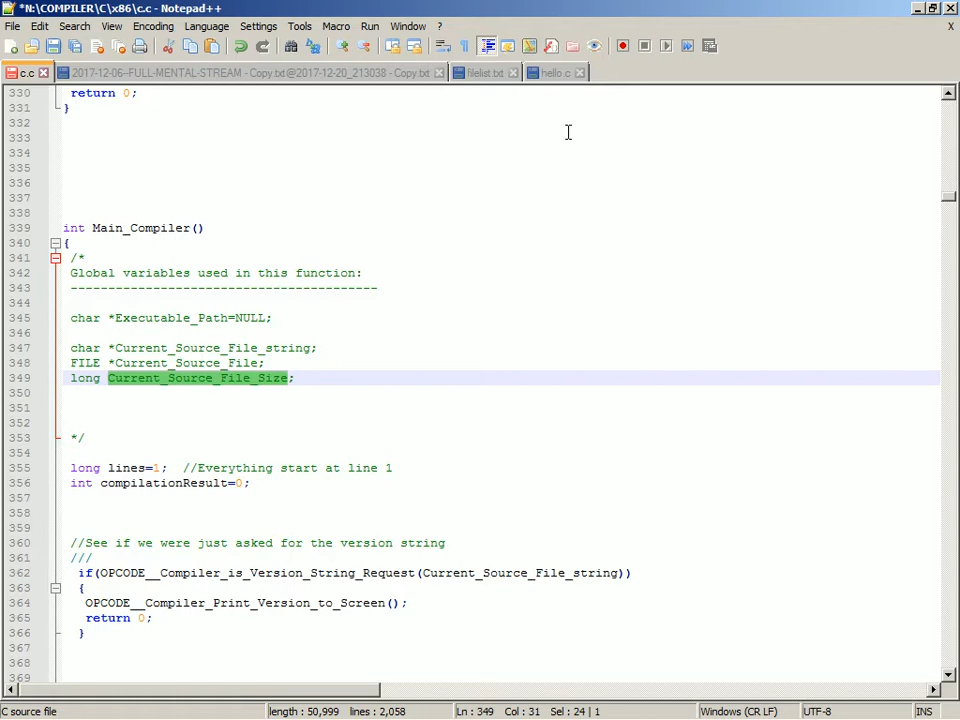 *N:\COMPILER\C\x86\c.c - Notepad++
File Edit Search View Encoding Language Settings Tools Macro Run Window ? X
c.c 2017-12-06--FULL-MENTAL-STREAM - Copy.txt@2017-12-20_213038 - Copy.txt filelist.txt hello.c
330 return 0;
331 }
332
333
334
335
336
337
338
339 int Main_Compiler()
340 {
341 /*
342 Global variables used in this function:
343 -----------------------------------------
344
345 char *Executable_Path=NULL;
346
347 char *Current_Source_File_string;
348 FILE *Current_Source_File;
349 long Current_Source_File_Size;
350
351
352
353 */
354
355 long lines=1; //Everything start at line 1
356 int compilationResult=0;
357
358
359
360 //See if we were just asked for the version string
361 ///
362 if(OPCODE__Compiler_is_Version_String_Request(Current_Source_File_string))
363 {
364 OPCODE__Compiler_Print_Version_to_Screen();
365 return 0;
366 }
367
368
369
C source file length : 50,999 lines : 2,058 Ln : 349 Col : 31 Sel : 24 | 1 Windows (CR LF) UTF-8 INS